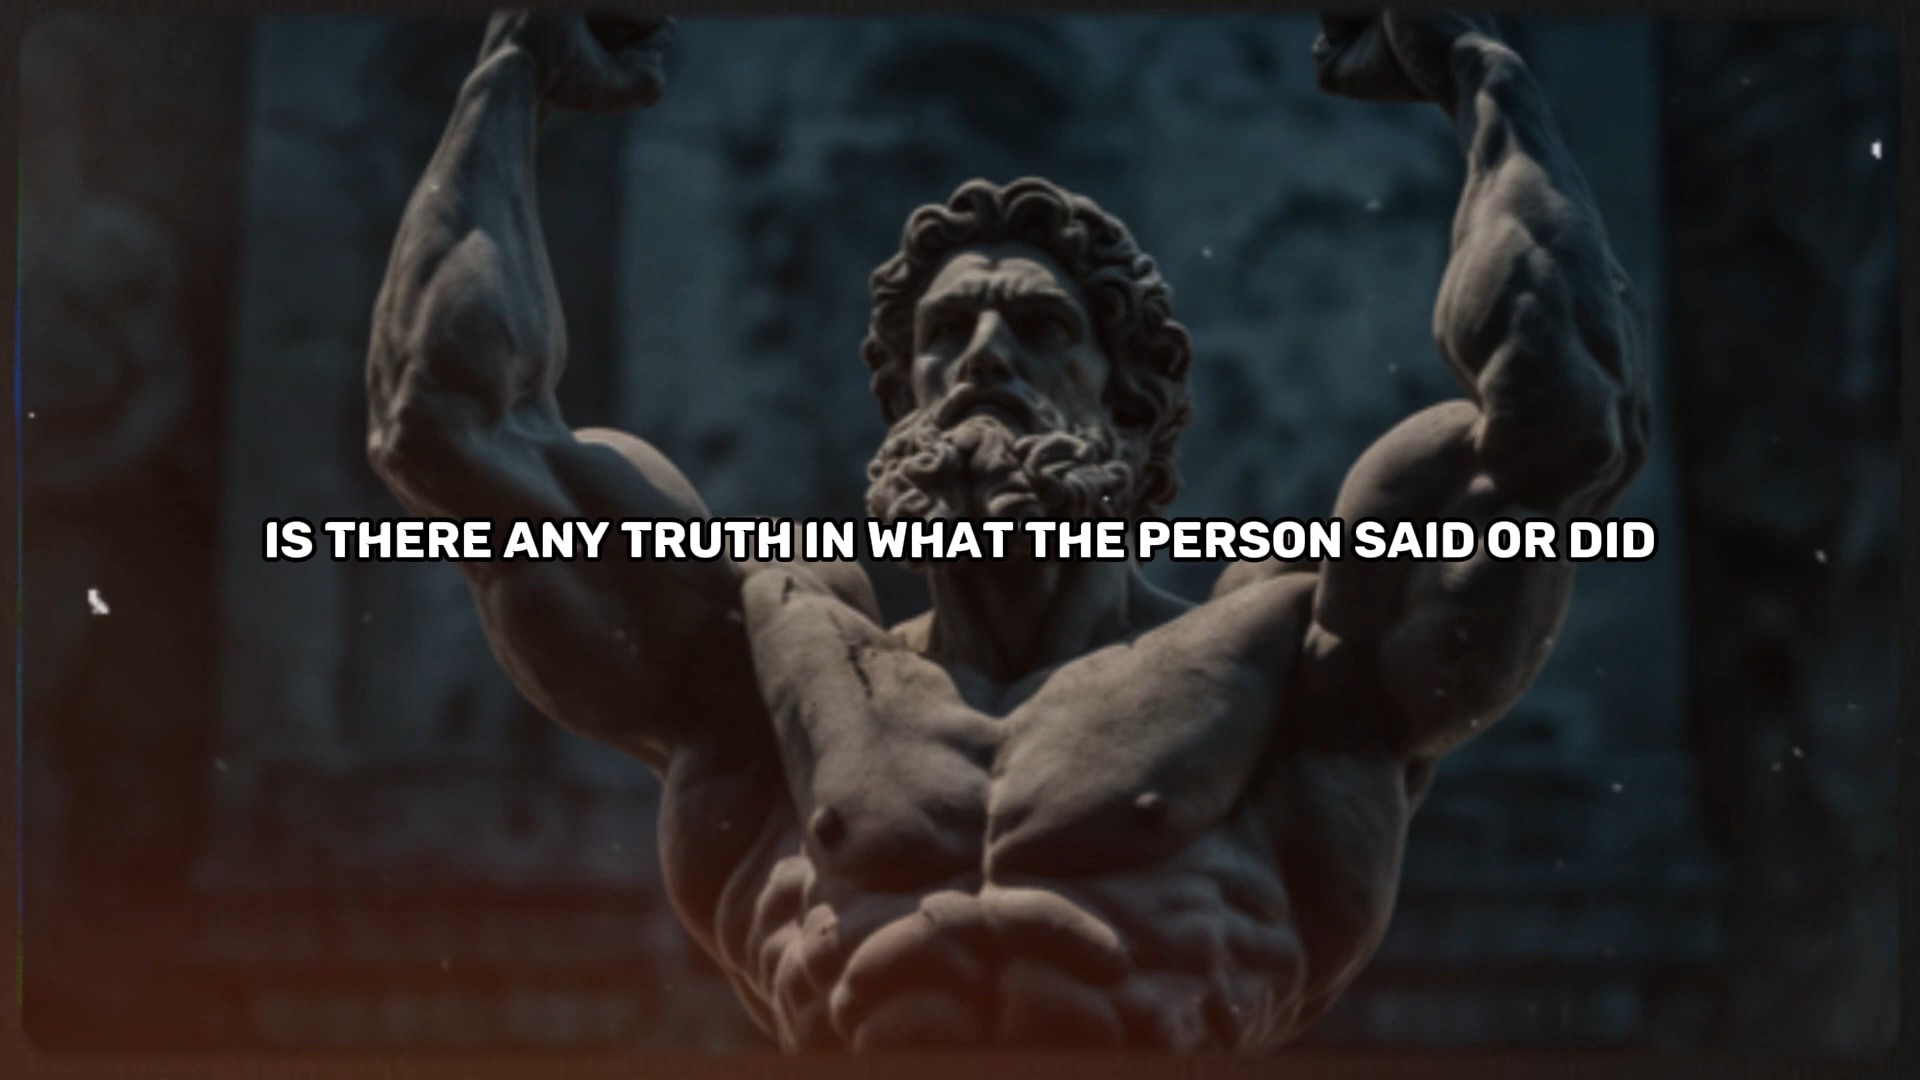 IS THERE ANY TRUTH IN WHAT THE PERSON SAID OR DID